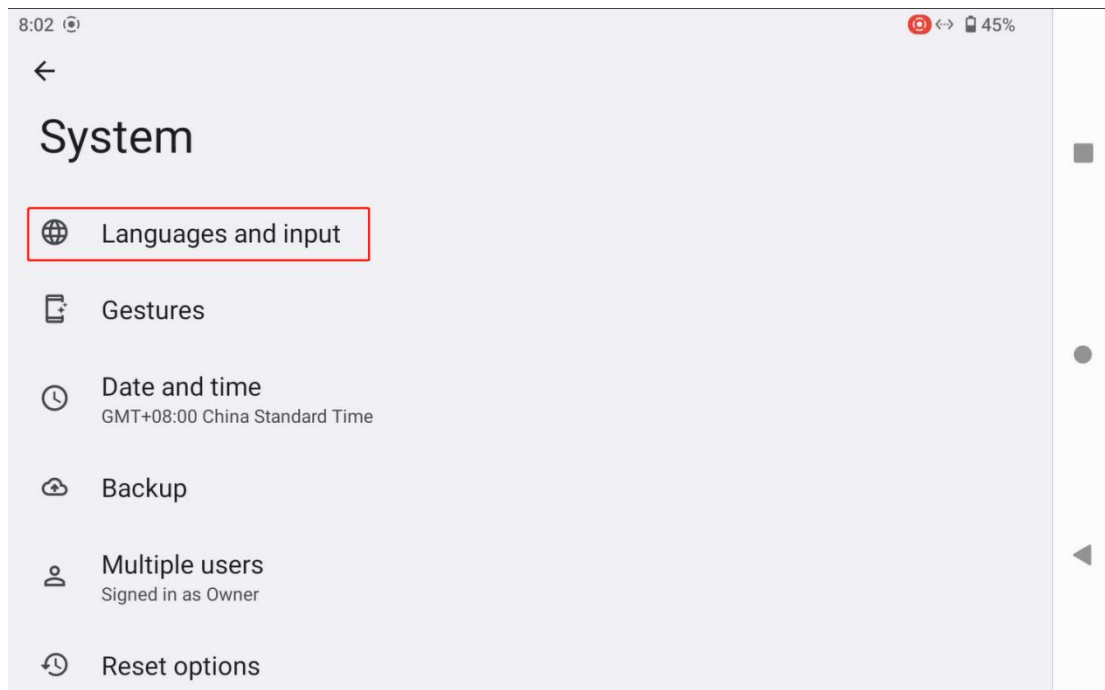 8:02
45%
System
Languages and input
Gestures
Date and time
GMT+08:00 China Standard Time
Backup
Multiple users
Signed in as Owner
Reset options